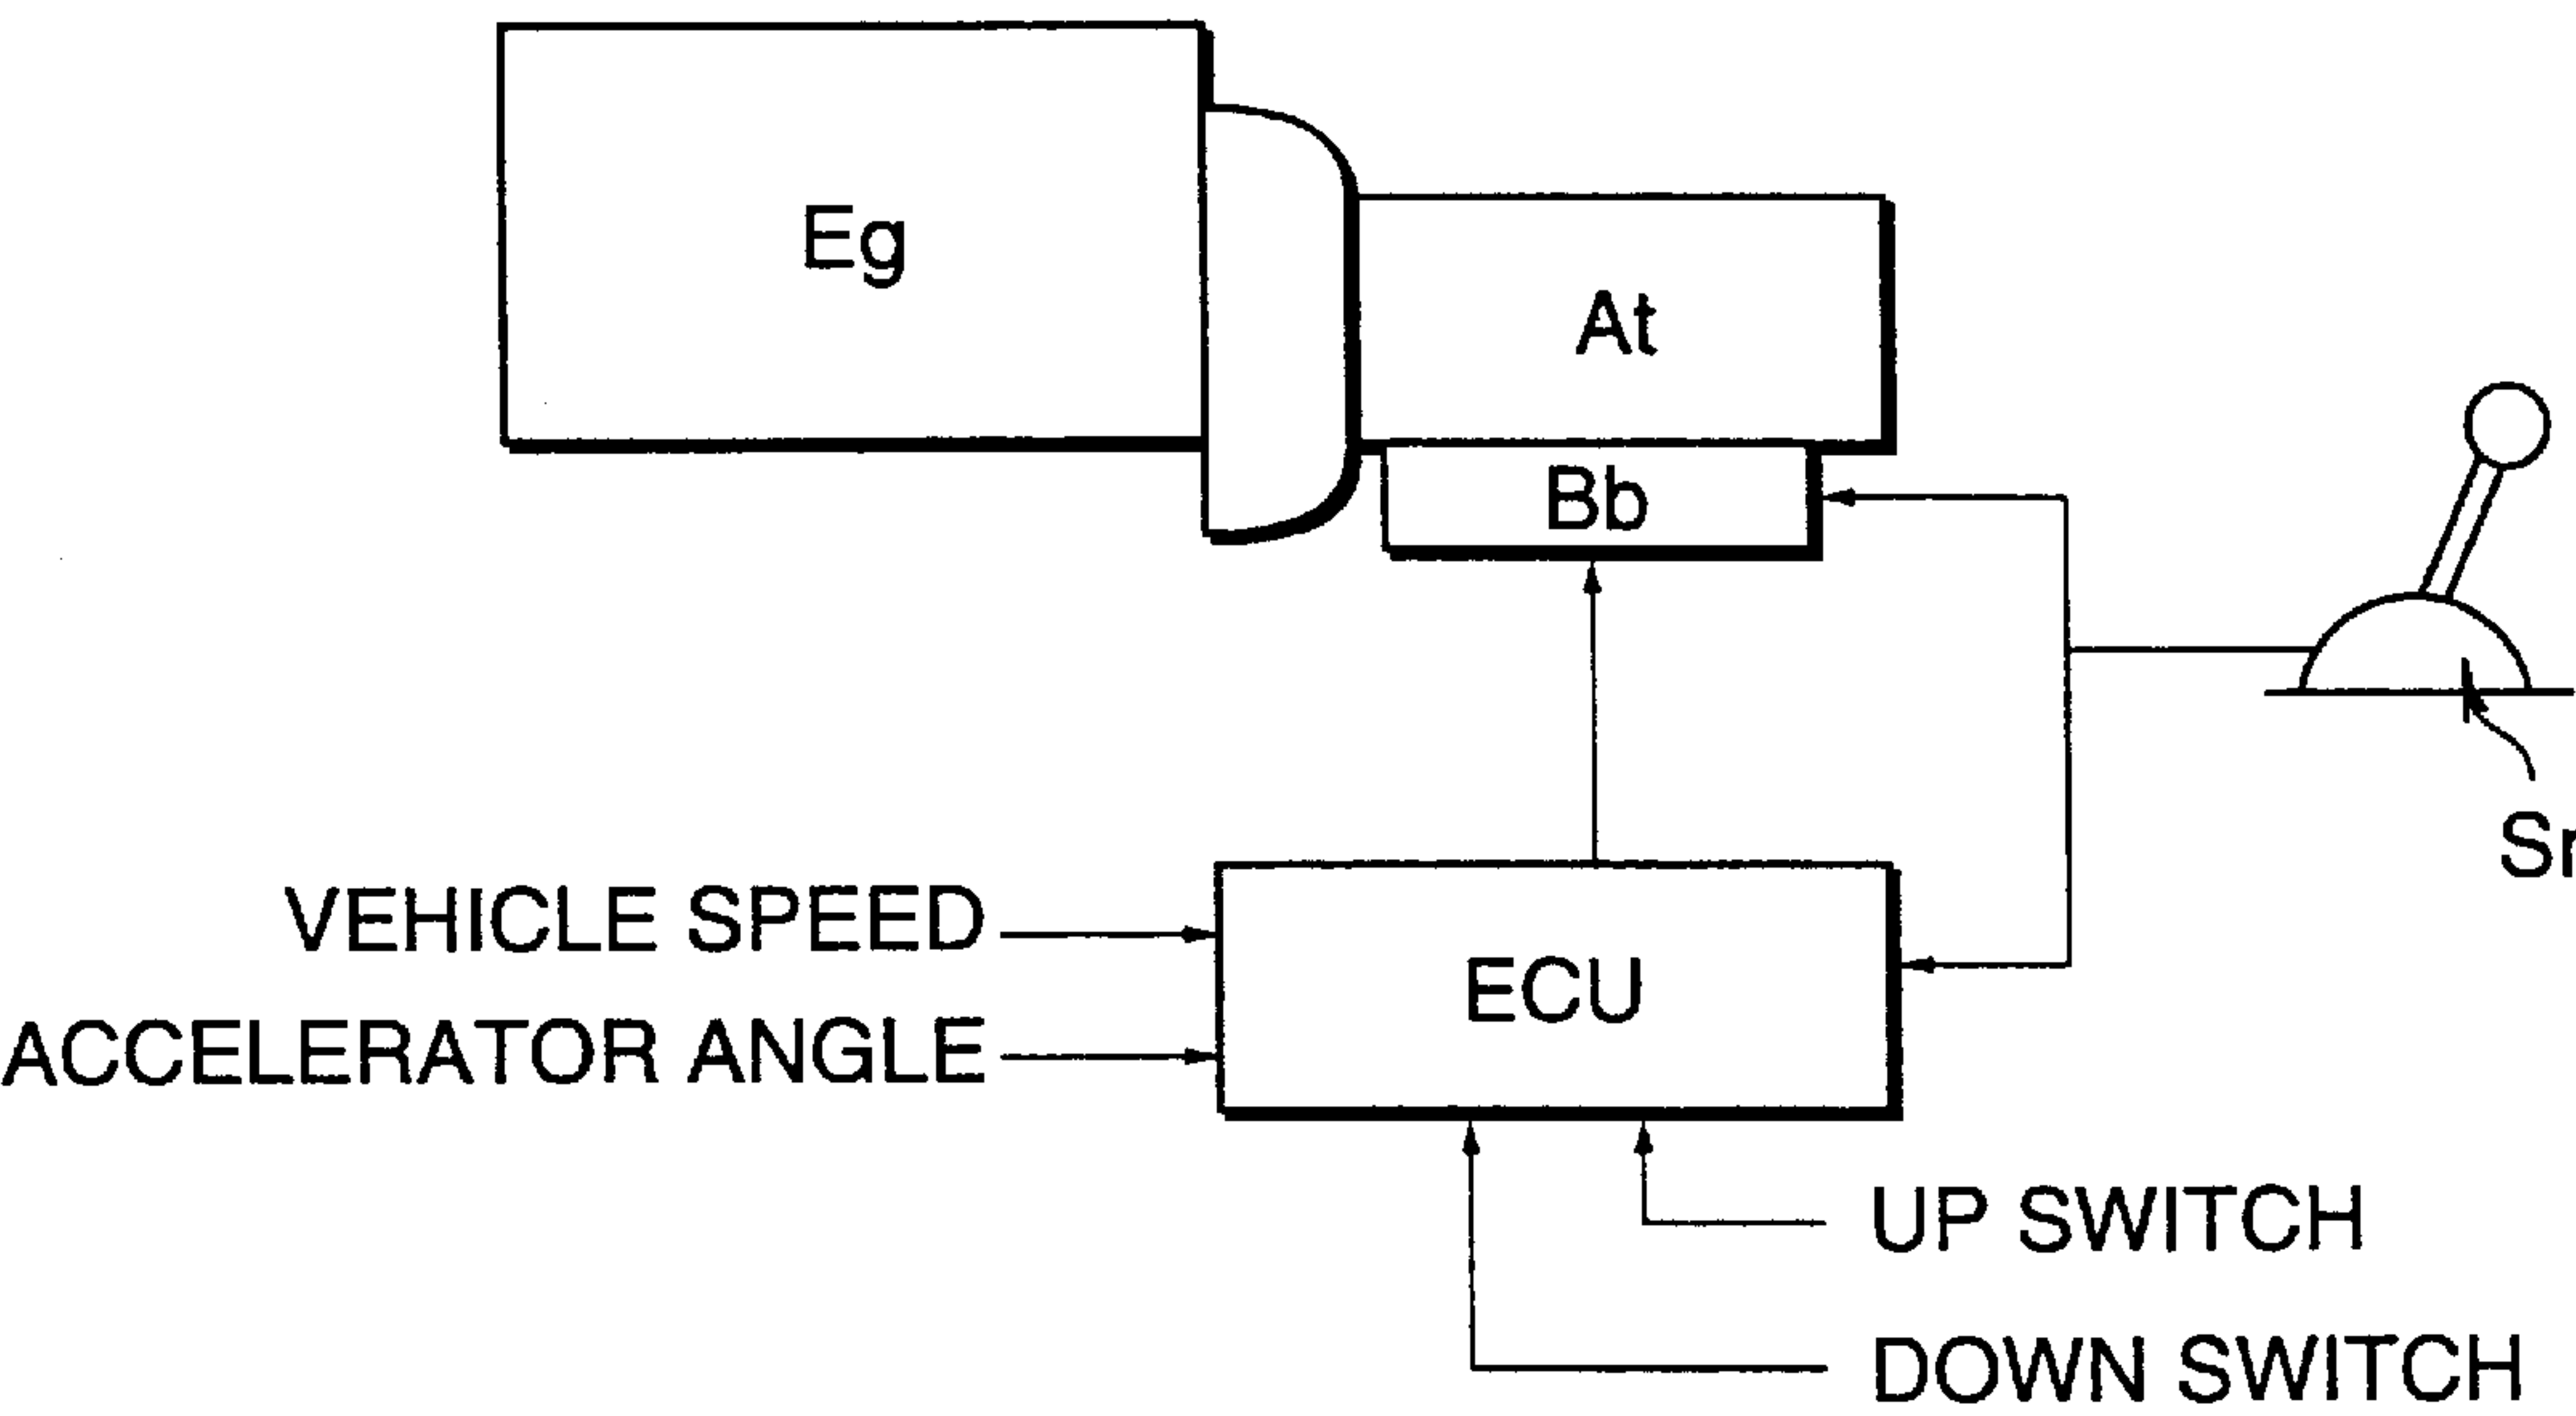 Eg
At
Bb
VEHICLE SPEED
ECU
ACCELERATOR ANGLE
UP SWITCH
DOWN SWITCH